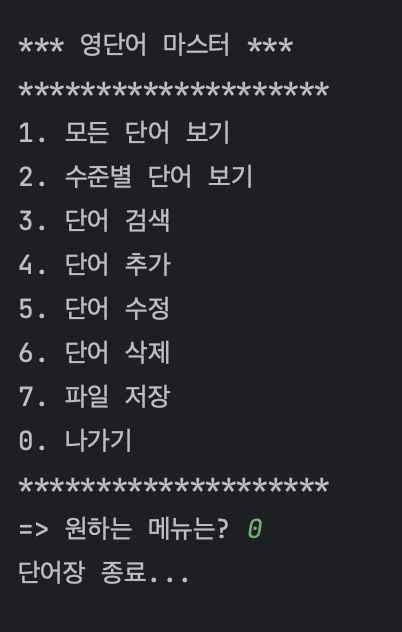 *** 영단어 마스터 ***
********************
1. 모든 단어 보기
2. 수준별 단어 보기
3. 단어 검색
4. 단어 추가
5. 단어 수정
6. 단어 삭제
7. 파일 저장
0. 나가기
********************
=> 원하는 메뉴는? 0
단어장 종료...